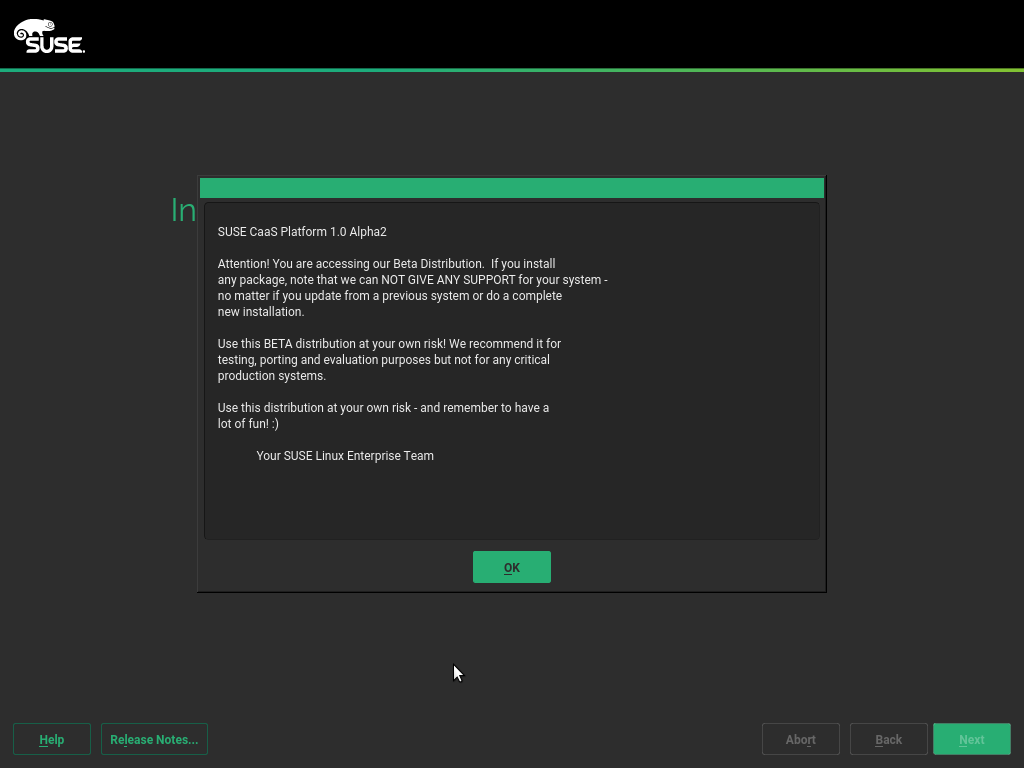 SUSE.
In
SUSE CaaS Platform 1.0 Alpha2
Attention! You are accessing our Beta Distribution.  If you install
any package, note that we can NOT GIVE ANY SUPPORT for your system -
no matter if you update from a previous system or do a complete
new installation.
Use this BETA distribution at your own risk! We recommend it for
testing, porting and evaluation purposes but not for any critical
production systems.
Use this distribution at your own risk - and remember to have a
lot of fun! :)
Your SUSE Linux Enterprise Team
OK
Help
Release Notes...
Abort
Back
Next